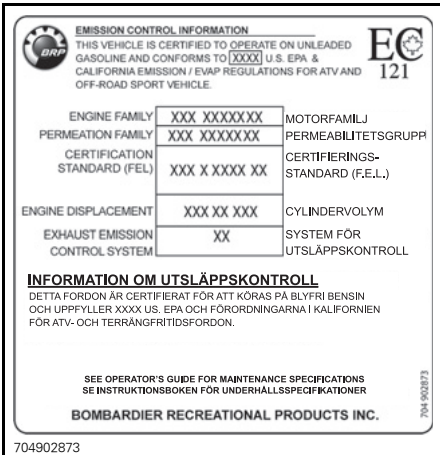 BRP
EMISSION CONTROL INFORMATION
THIS VEHICLE IS CERTIFIED TO OPERATE ON UNLEADED
GASOLINE AND CONFORMS TO XXXX U.S. EPA &
CALIFORNIA EMISSION / EVAP REGULATIONS FOR ATV AND
OFF-ROAD SPORT VEHICLE.
EC
121
ENGINE FAMILY XXX XXXXXXX MOTORFAMILJ
PERMEATION FAMILY XXX XXXXXXX PERMEABILITETSGRUPP
CERTIFICATION
STANDARD (FEL) XXX X XXXX XX CERTIFIERINGS-
STANDARD (F.E.L.)
ENGINE DISPLACEMENT XXX XX XXX CYLINDERVOLYM
EXHAUST EMISSION
CONTROL SYSTEM XX SYSTEM FÖR
UTSLÄPPSKONTROLL
INFORMATION OM UTSLÄPPSKONTROLL
DETTA FORDON ÄR CERTIFIERAT FÖR ATT KÖRAS PÅ BLYFRI BENSIN
OCH UPPFYLLER XXXX US. EPA OCH FÖRORDNINGARNA I KALIFORNIEN
FÖR ATV- OCH TERRÄNGFRITIDSFORDON.
SEE OPERATOR'S GUIDE FOR MAINTENANCE SPECIFICATIONS
SE INSTRUKTIONSBOKEN FÖR UNDERHÅLLSSPECIFIKATIONER
BOMBARDIER RECREATIONAL PRODUCTS INC.
704 902873
704902873